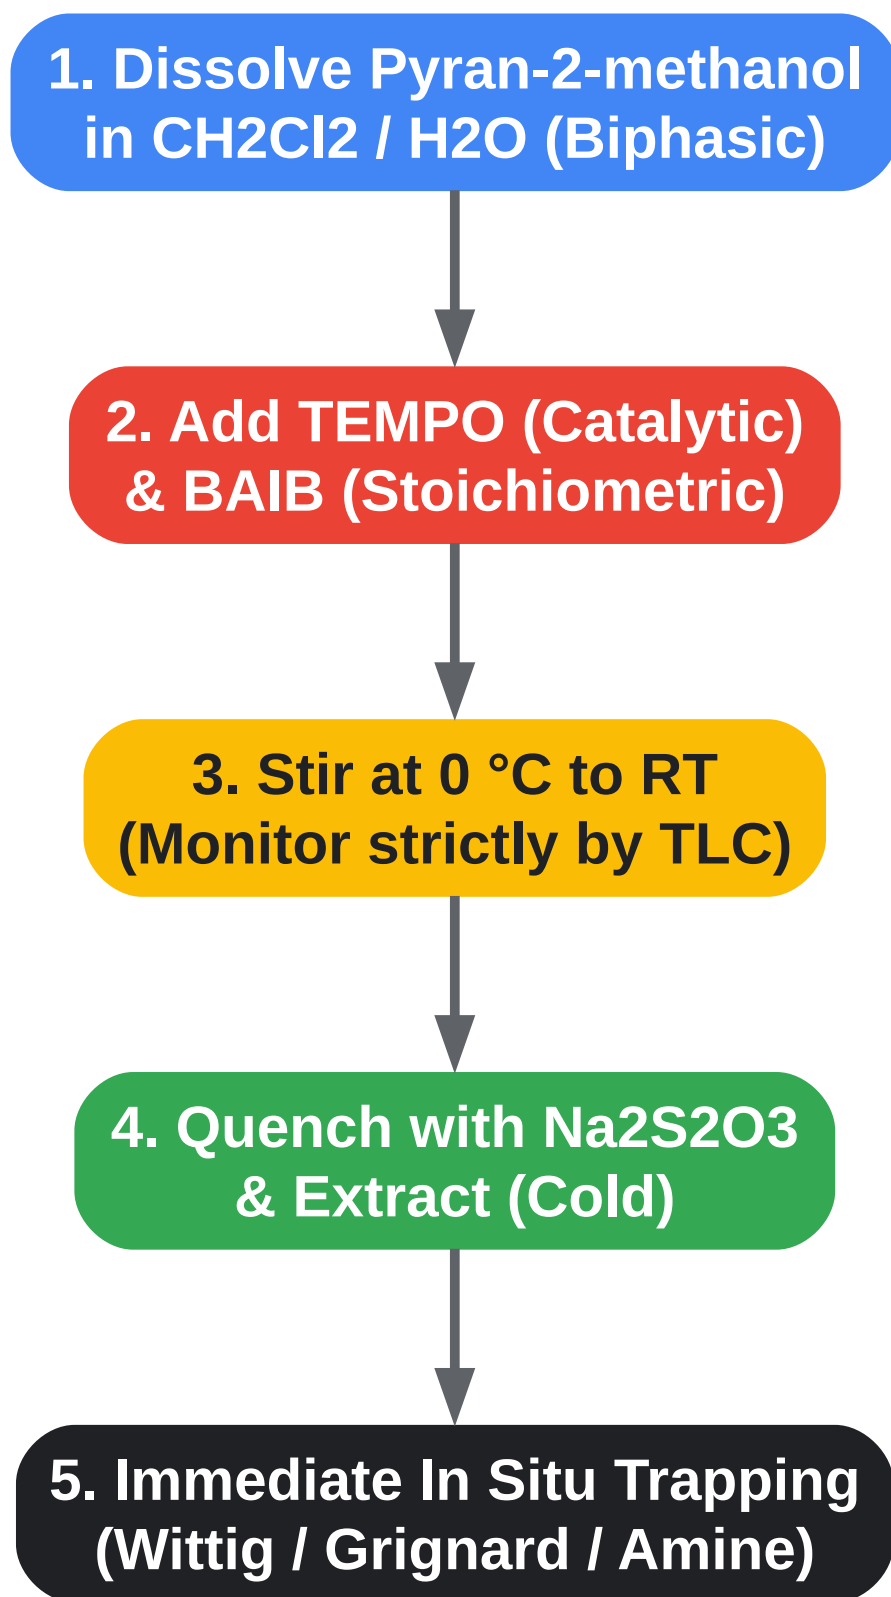 1. Dissolve Pyran-2-methanol
in CH2Cl2 / H2O (Biphasic)
2. Add TEMPO (Catalytic)
& BAIB (Stoichiometric)
3. Stir at 0 °C to RT
(Monitor strictly by TLC)
4. Quench with Na2S2O3
& Extract (Cold)
5. Immediate In Situ Trapping
(Wittig / Grignard / Amine)